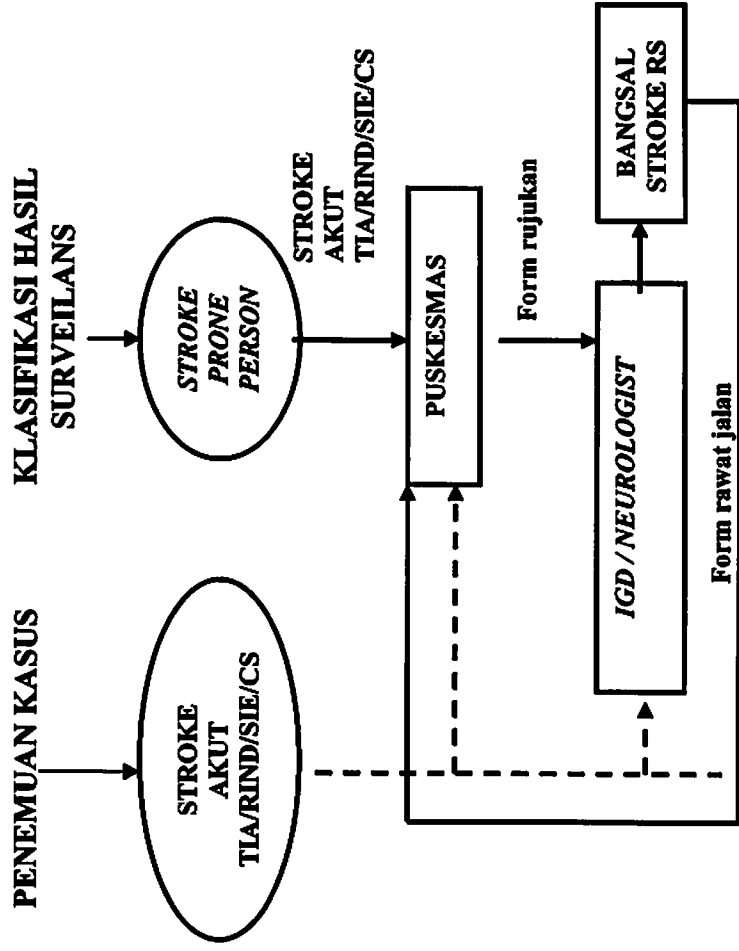 PENEMUAN KASUS
STROKE
AKUT
TIA/RIND/SIE/CS
KLASIFIKASI HASIL
SURVEILANS
STROKE
PRONE
PERSON
STROKE
AKUT
TIA/RIND/SIE/CS
PUSKESMAS
Form rujukan
IGD / NEUROLOGIST
BANGSAL
STROKE RS
Form rawat jalan